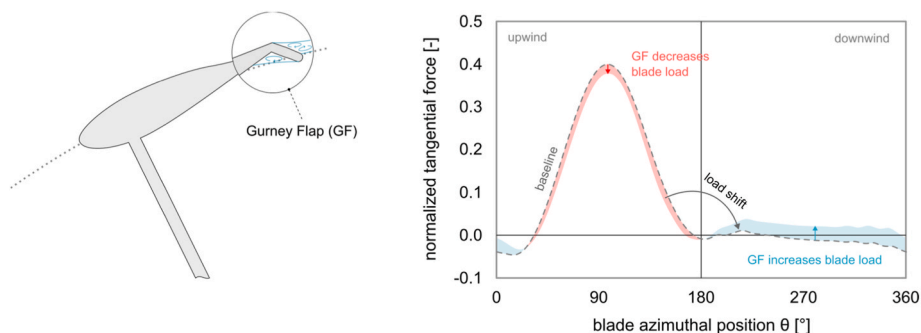 Gurney Flap (GF)
normalized tangential force [-]
0.5
0.4
0.3
0.2
0.1
0.0
-0.1
upwind
downwind
GF decreases
blade load
baseline
load shift
GF increases blade load
0
90
180
270
360
blade azimuthal position θ [°]